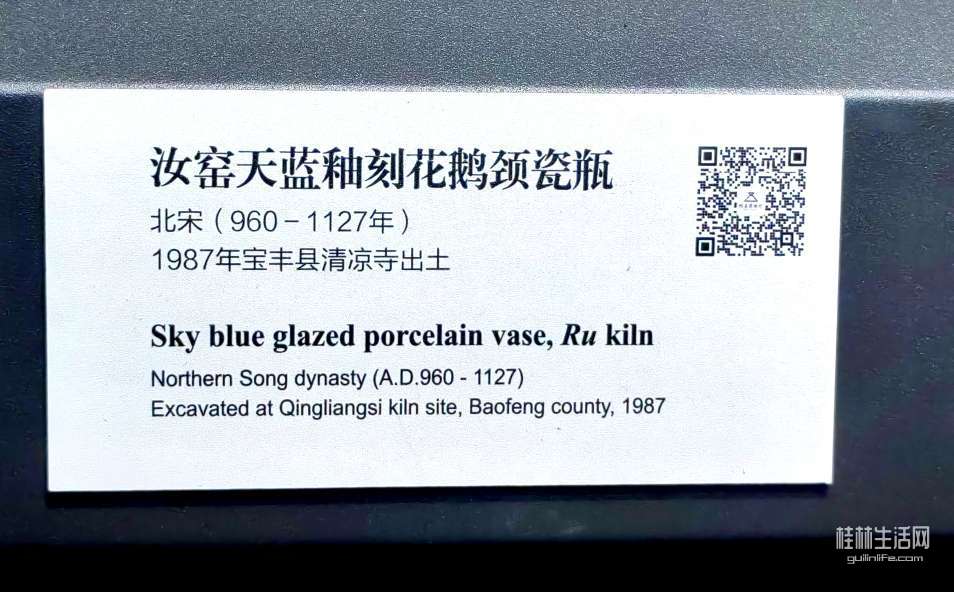 汝窑天蓝釉刻花鹅颈瓷瓶
北宋（960－1127年）
1987年宝丰县清凉寺出土
Sky blue glazed porcelain vase, Ru kiln
Northern Song dynasty (A.D.960 - 1127)
Excavated at Qingliangsi kiln site, Baofeng county, 1987
桂林生活网
guilinlife.com